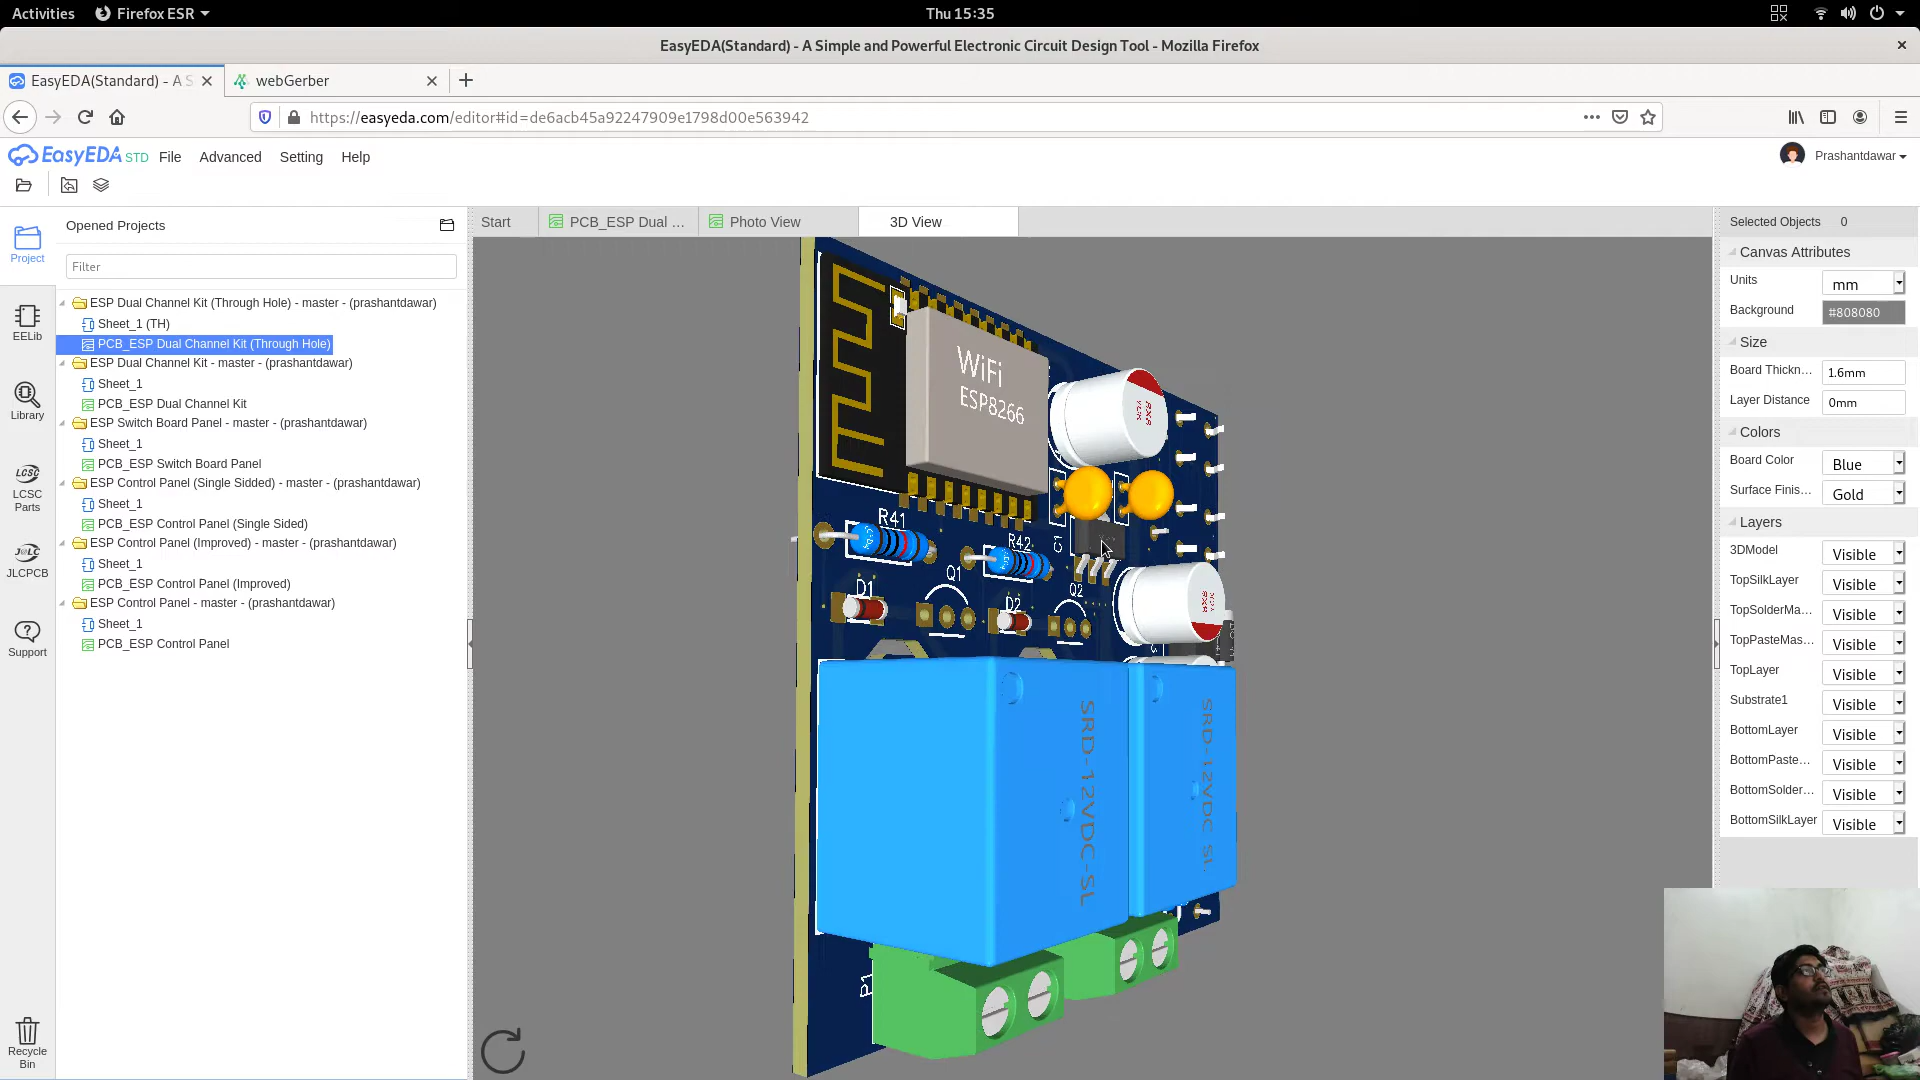 Activities
Firefox ESR
Thu 15:35
EasyEDA(Standard) - A Simple and Powerful Electronic Circuit Design Tool - Mozilla Firefox
EasyEDA(Standard) - A S
webGerber
https://easyeda.com/editor#id=de6acb45a92247909e1798d00e563942
EasyEDA STD
File
Advanced
Setting
Help
Prashantdawar
Project
EELib
Library
LCSC
LCSC
Parts
JLC
JLCPCB
Support
Recycle
Bin
Opened Projects
Filter
ESP Dual Channel Kit (Through Hole) - master - (prashantdawar)
Sheet_1 (TH)
PCB_ESP Dual Channel Kit (Through Hole)
ESP Dual Channel Kit - master - (prashantdawar)
Sheet_1
PCB_ESP Dual Channel Kit
ESP Switch Board Panel - master - (prashantdawar)
Sheet_1
PCB_ESP Switch Board Panel
ESP Control Panel (Single Sidded) - master - (prashantdawar)
Sheet_1
PCB_ESP Control Panel (Single Sided)
ESP Control Panel (Improved) - master - (prashantdawar)
Sheet_1
PCB_ESP Control Panel (Improved)
ESP Control Panel - master - (prashantdawar)
Sheet_1
PCB_ESP Control Panel
Start
PCB_ESP Dual ...
Photo View
3D View
WiFi
ESP8266
R41
R42
C1
Q1
Q2
D1
D2
SRD-12VDC-SL
SRD-12VDC SL
P1
Selected Objects 0
Canvas Attributes
Units mm
Background #808080
Size
Board Thickn... 1.6mm
Layer Distance 0mm
Colors
Board Color Blue
Surface Finis... Gold
Layers
3DModel Visible
TopSilkLayer Visible
TopSolderMa... Visible
TopPasteMas... Visible
TopLayer Visible
Substrate1 Visible
BottomLayer Visible
BottomPaste... Visible
BottomSolder... Visible
BottomSilkLayer Visible